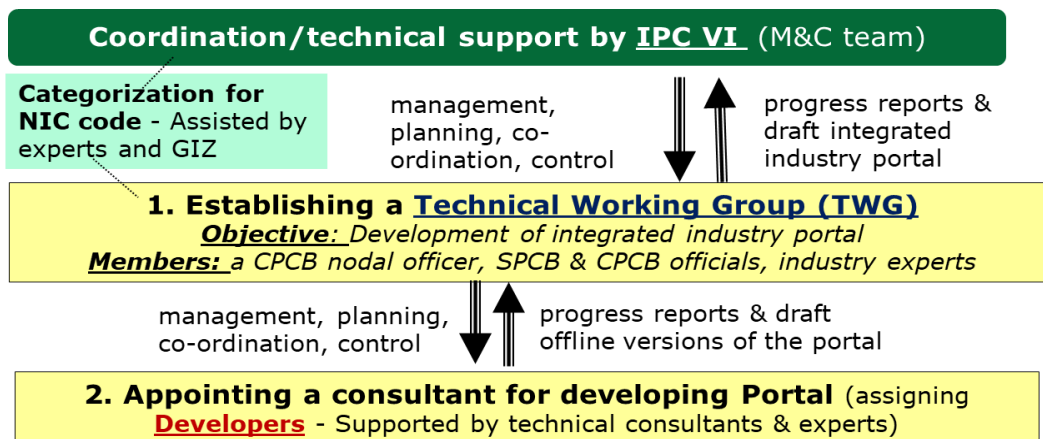 Coordination/technical support by IPC VI (M&C team)
Categorization for
NIC code - Assisted by
experts and GIZ
management,
planning, co-
ordination, control
progress reports &
draft integrated
industry portal
1. Establishing a Technical Working Group (TWG)
Objective: Development of integrated industry portal
Members: a CPCB nodal officer, SPCB & CPCB officials, industry experts
management, planning,
co-ordination, control
progress reports & draft
offline versions of the portal
2. Appointing a consultant for developing Portal (assigning
Developers - Supported by technical consultants & experts)